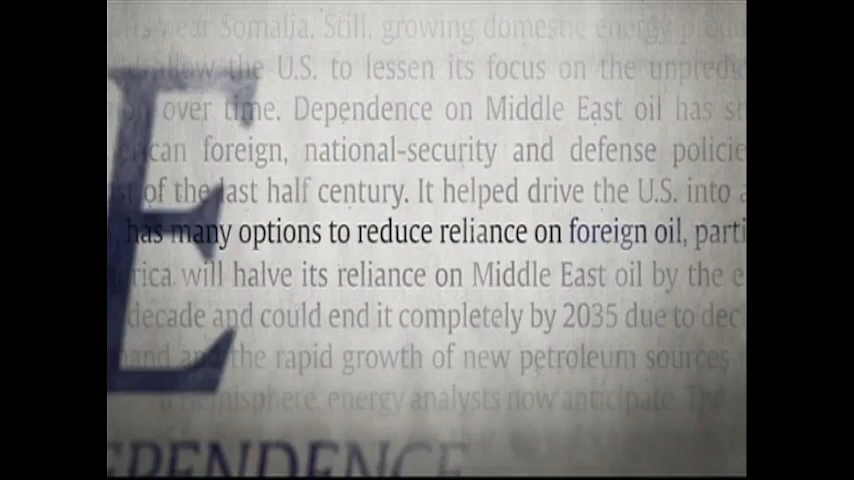 near Somalia. Still, growing domestic energy
allow the U.S. to lessen its focus on the
over time. Dependence on Middle East oil has
foreign, national-security and defense
of the last half century. It helped drive the U.S. into
has many options to reduce reliance on foreign oil,
will halve its reliance on Middle East oil by the
decade and could end it completely by 2035 due to
and the rapid growth of new petroleum sources
hemisphere, energy analysts now anticipate. The
E
PENDENCE